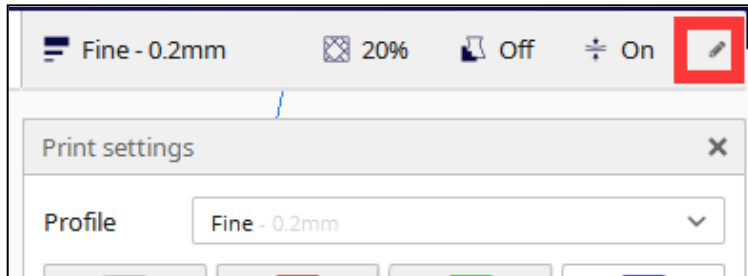 Fine - 0.2mm 20% Off On
Print settings
Profile Fine - 0.2mm